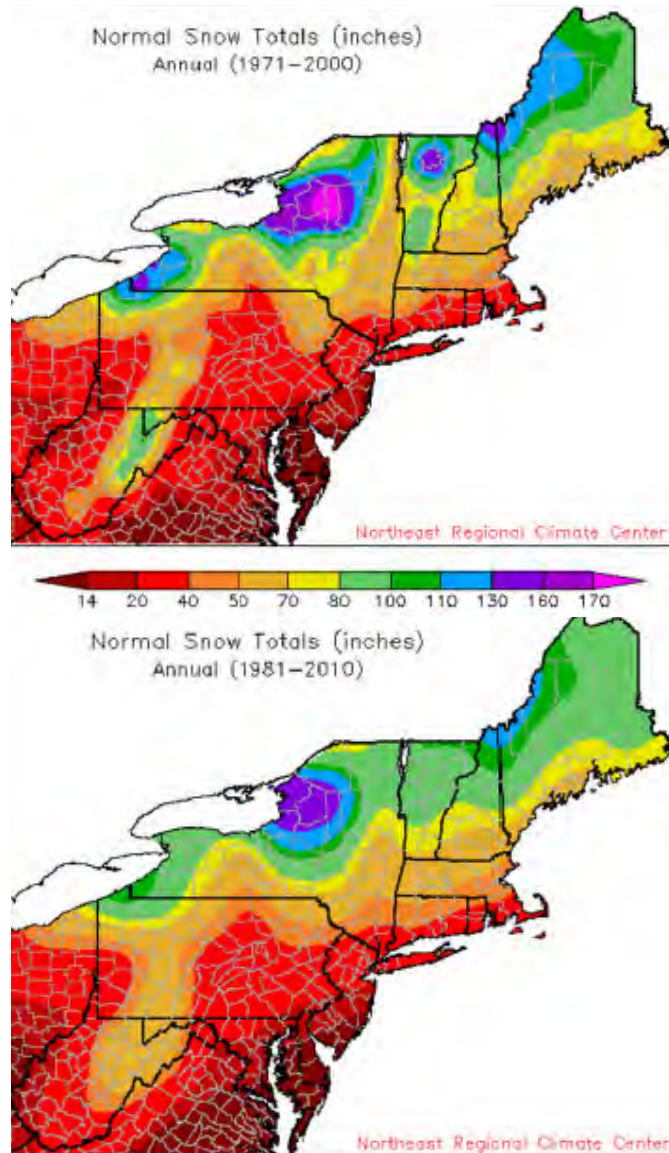 Normal Snow Totals (inches)
Annual (1971-2000)
Northeast Regional Climate Center
14 20 40 50 70 80 100 110 130 160 170
Normal Snow Totals (inches)
Annual (1981-2010)
Northeast Regional Climate Center